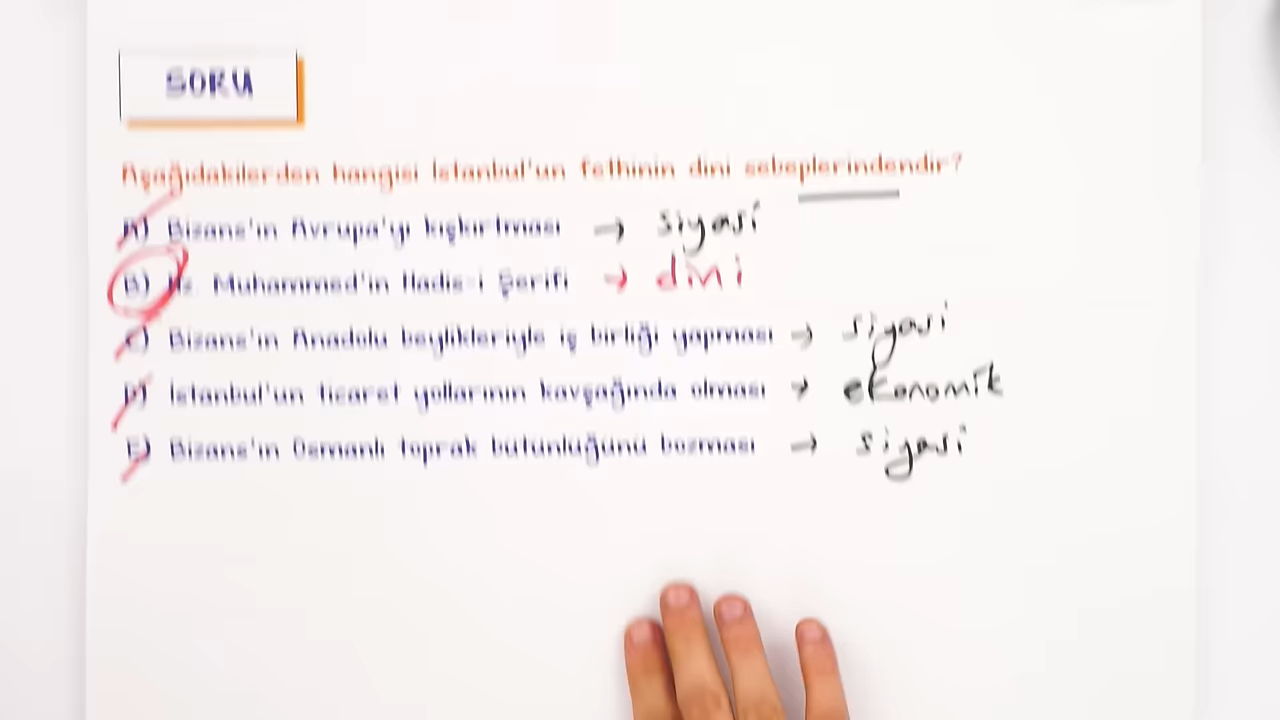 SORU
Aşağıdakilerden hangisi İstanbul'un fethinin dini sebeplerindendir?
A) Bizans'ın Avrupa'yı kışkırtması → siyasi
B) Hz. Muhammed'in Hadis-i Şerifi → dini
C) Bizans'ın Anadolu beylikleriyle iş birliği yapması → siyasi
D) İstanbul'un ticaret yollarının kavşağında olması → ekonomik
E) Bizans'ın Osmanlı toprak bütünlüğünü bozması → siyasi